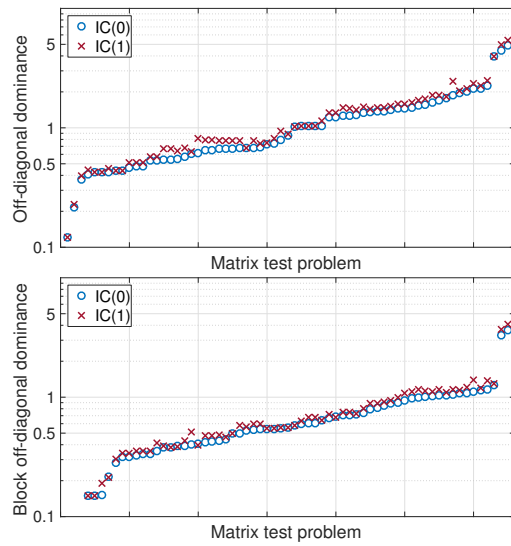 Off-diagonal dominance
5
1
0.5
0.1
IC(0)
IC(1)
Matrix test problem
Block off-diagonal dominance
5
1
0.5
0.1
IC(0)
IC(1)
Matrix test problem